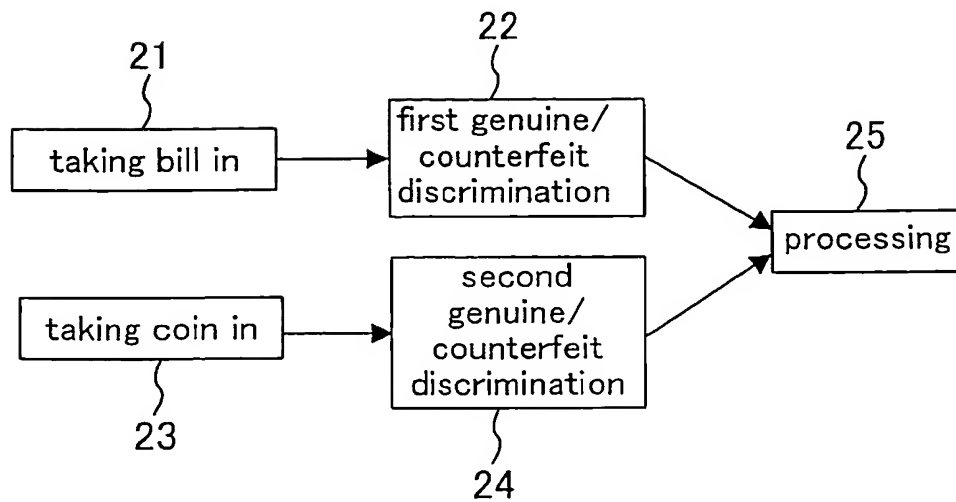 21
22
taking bill in
first genuine/
counterfeit
discrimination
25
processing
taking coin in
second
genuine/
counterfeit
discrimination
23
24